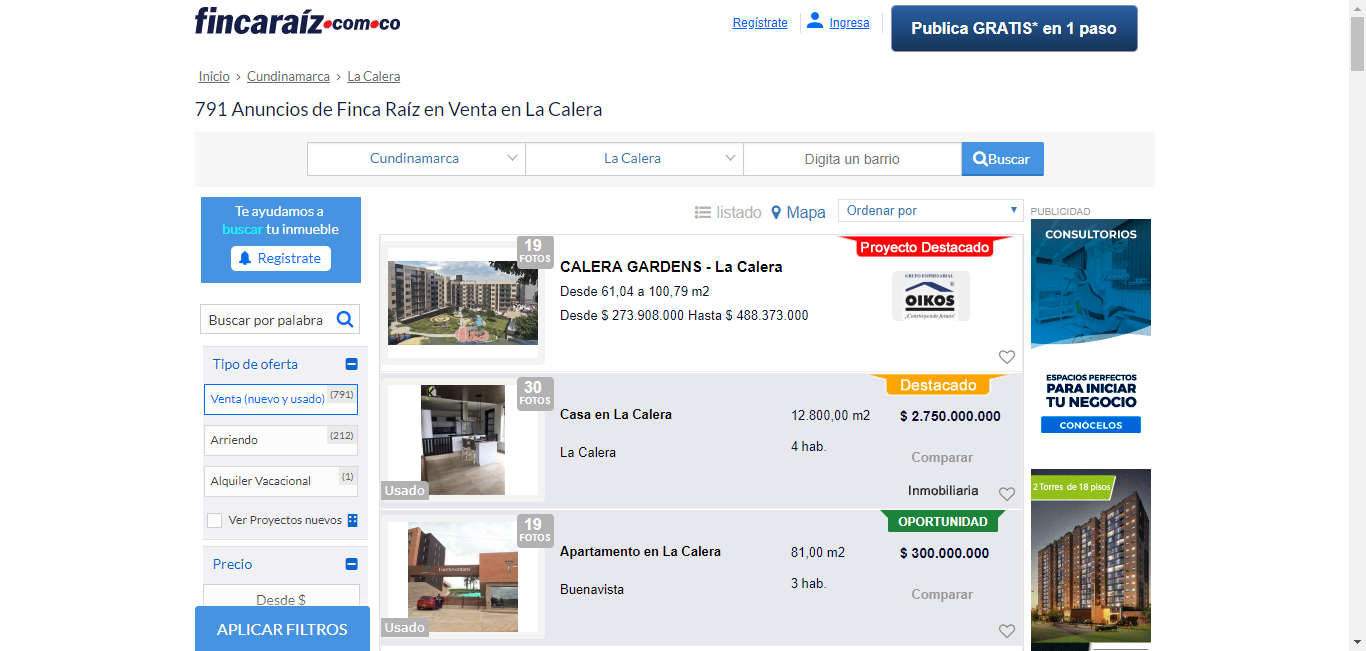 fincaraíz.com.co
Regístrate
Ingresa
Publica GRATIS* en 1 paso
Inicio › Cundinamarca › La Calera
791 Anuncios de Finca Raíz en Venta en La Calera
Cundinamarca
La Calera
Digita un barrio
Buscar
Te ayudamos a
buscar tu inmueble
Registrate
Buscar por palabra
Tipo de oferta
Venta (nuevo y usado) (791)
Arriendo (212)
Alquiler Vacacional (1)
Ver Proyectos nuevos
Precio
Desde $
APLICAR FILTROS
listado
Mapa
Ordenar por
19
FOTOS
CALERA GARDENS - La Calera
Desde 61,04 a 100,79 m2
Desde $ 273.908.000 Hasta $ 488.373.000
Proyecto Destacado
GRUPO EMPRESARIAL
OIKOS
¡Construyendo futuro!
30
FOTOS
Usado
Casa en La Calera
La Calera
12.800,00 m2
4 hab.
Destacado
$ 2.750.000.000
Comparar
Inmobiliaria
19
FOTOS
Usado
Apartamento en La Calera
Buenavista
81,00 m2
3 hab.
OPORTUNIDAD
$ 300.000.000
Comparar
PUBLICIDAD
CONSULTORIOS
ESPACIOS PERFECTOS
PARA INICIAR
TU NEGOCIO
CONÓCELOS
2 Torres de 18 pisos